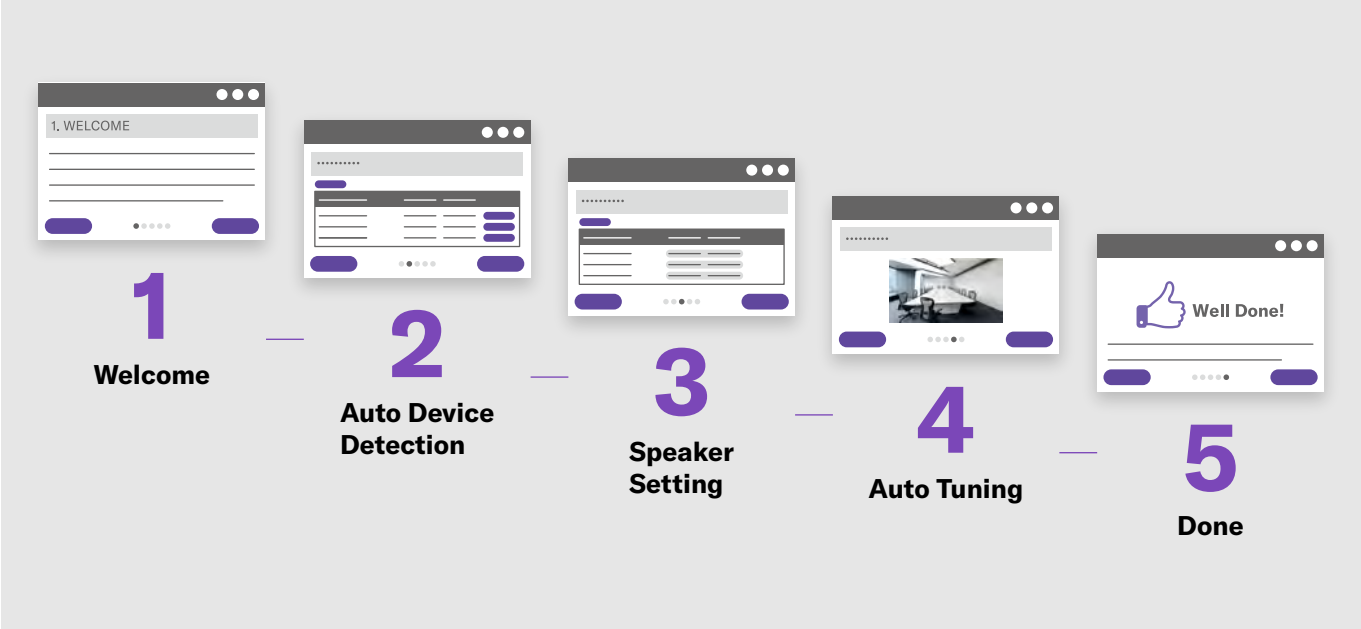 1. WELCOME
1
Welcome
2
Auto Device
Detection
3
Speaker
Setting
4
Auto Tuning
Well Done!
5
Done